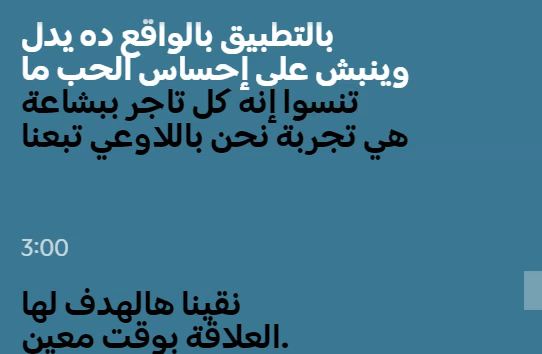 بالتطبيق بالواقع ده يدل
وينبش على إحساس الحب ما
تنسوا إنه كل تاجر ببشاعة
هي تجربة نحن باللاوعي تبعنا
3:00
نقينا هالهدف لها
العلاقة بوقت معين.